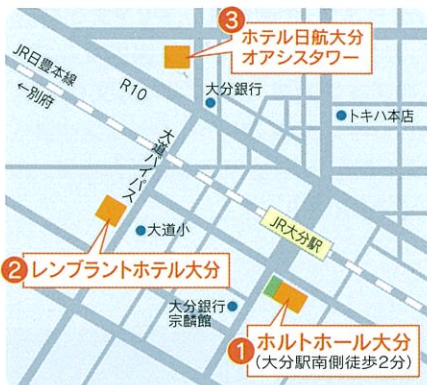 ③
ホテル日航大分
オアシスタワー
JR日豊本線
←別府
R10
大分銀行
トキハ本店
大道バイパス
JR大分駅
大道小
② レンブラントホテル大分
大分銀行
宗麟館
① ホルトホール大分
(大分駅南側徒歩2分)